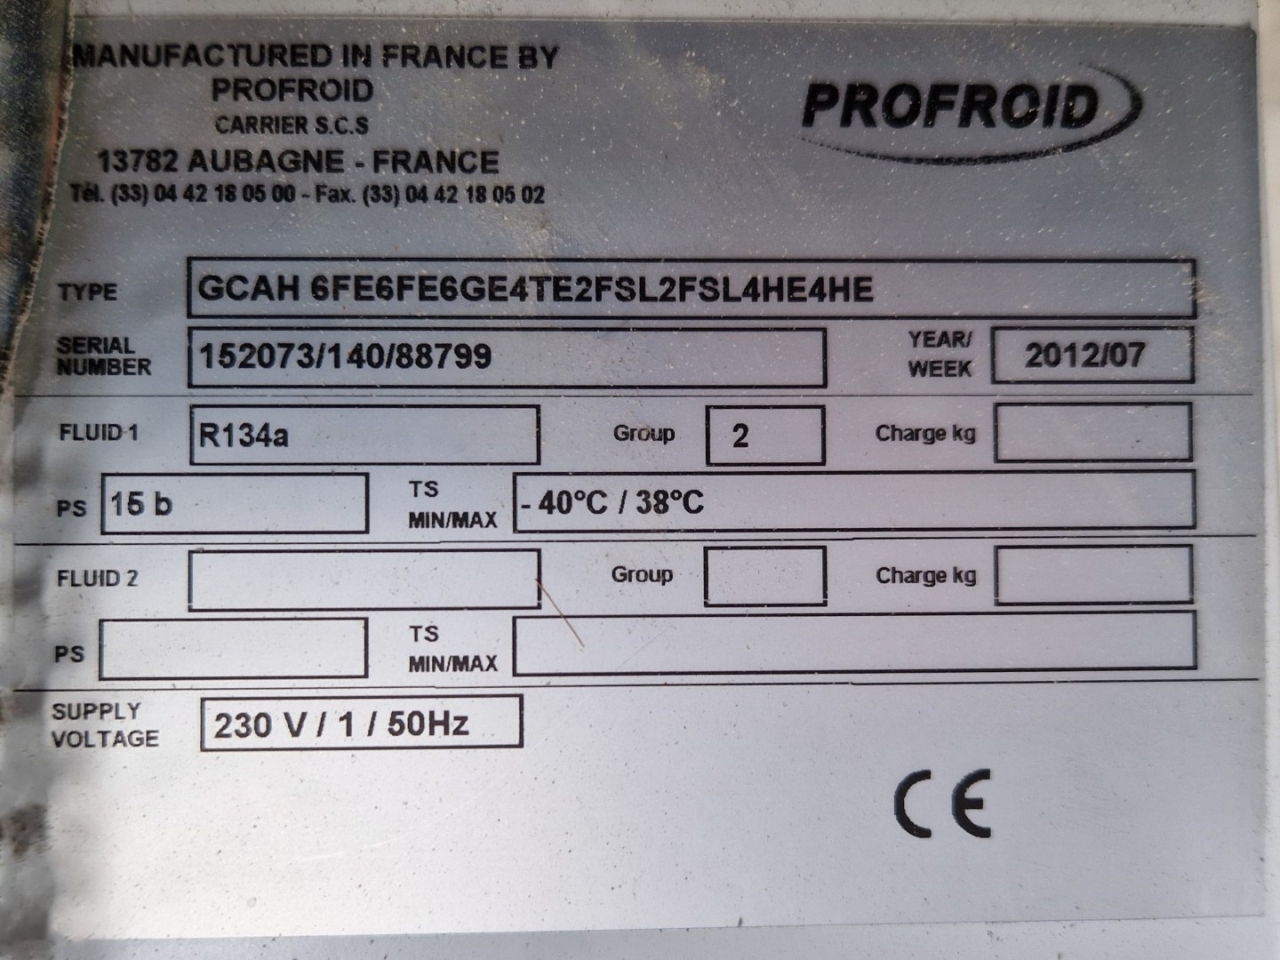 MANUFACTURED IN FRANCE BY
PROFROID
CARRIER S.C.S
13782 AUBAGNE - FRANCE
Tél. (33) 04 42 18 05 00 - Fax. (33) 04 42 18 05 02
PROFROID
TYPE GCAH 6FE6FE6GE4TE2FSL2FSL4HE4HE
SERIAL NUMBER 152073/140/88799 YEAR/ WEEK 2012/07
FLUID 1 R134a Group 2 Charge kg
PS 15 b TS MIN/MAX - 40°C / 38°C
FLUID 2 Group Charge kg
PS TS MIN/MAX
SUPPLY VOLTAGE 230 V / 1 / 50Hz
CE